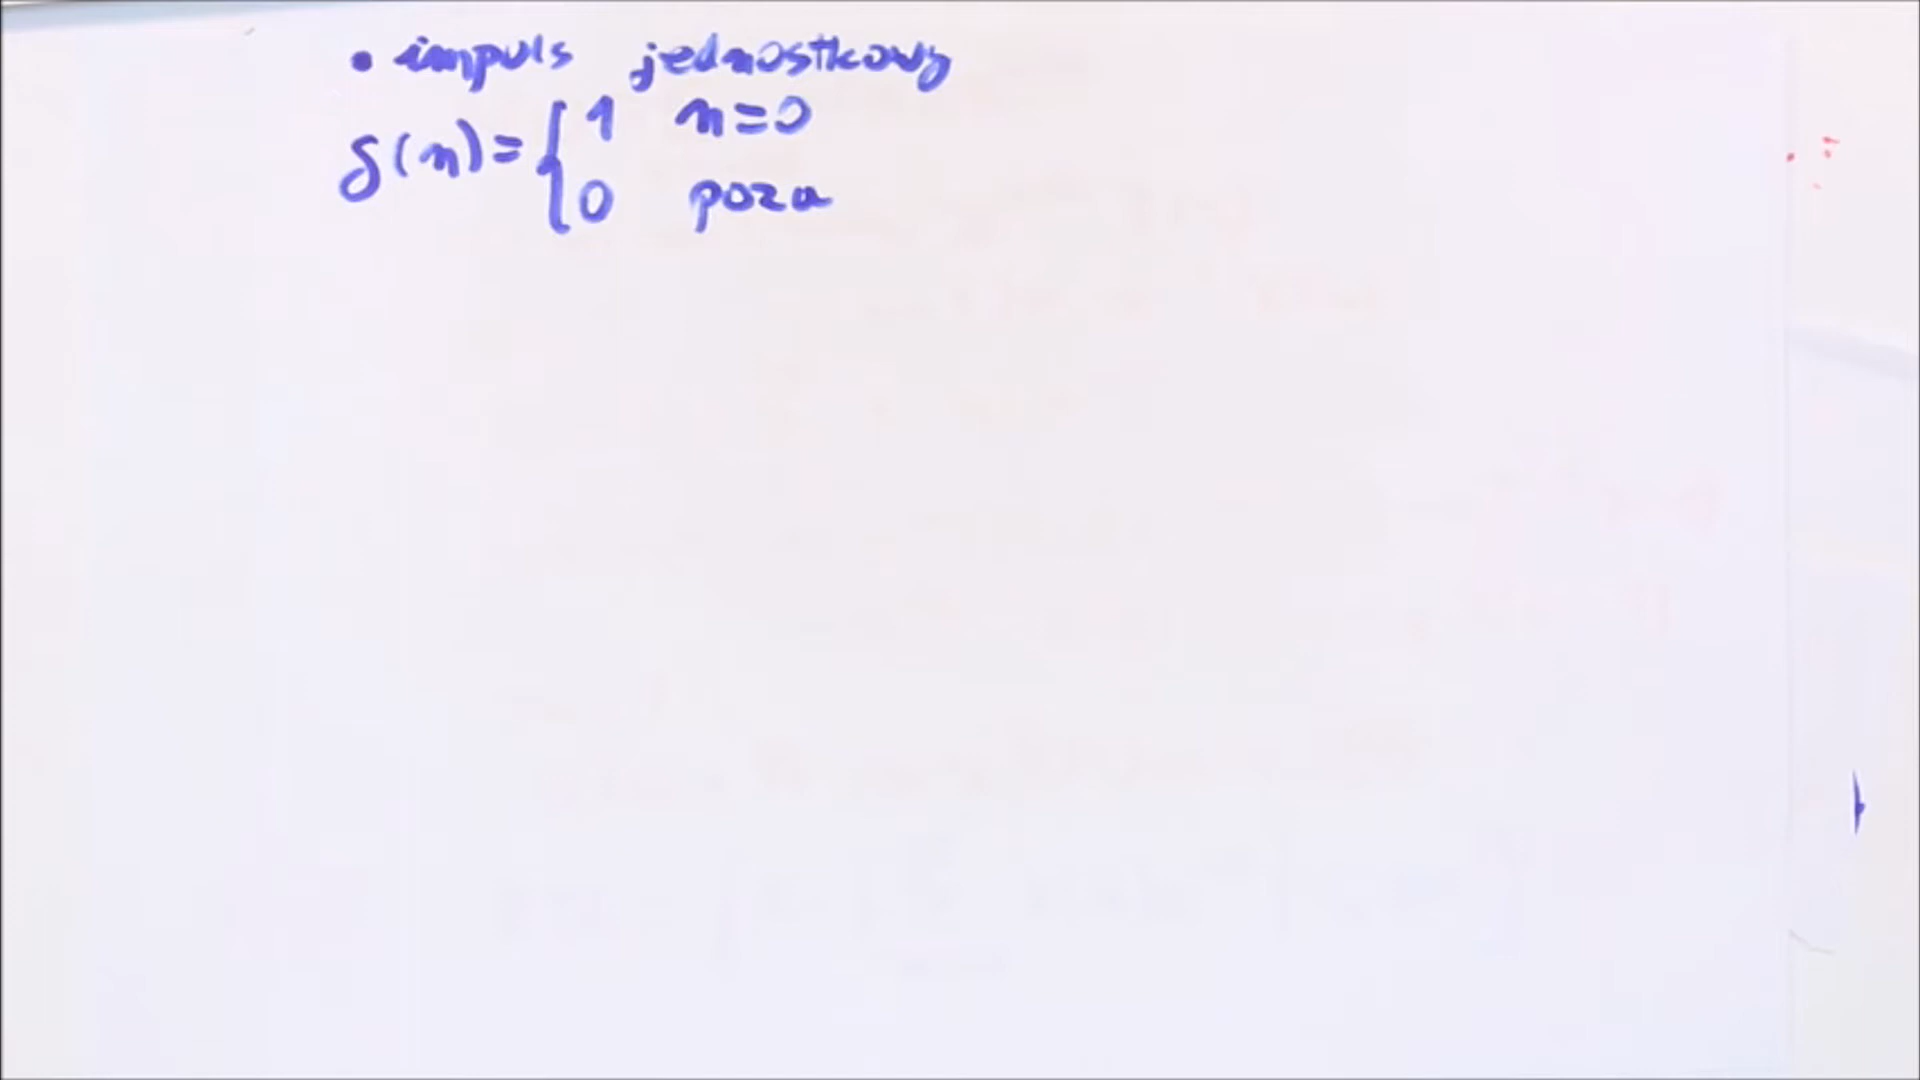 • impuls jednostkowy
δ(n) = { 1 n=0
0 poza